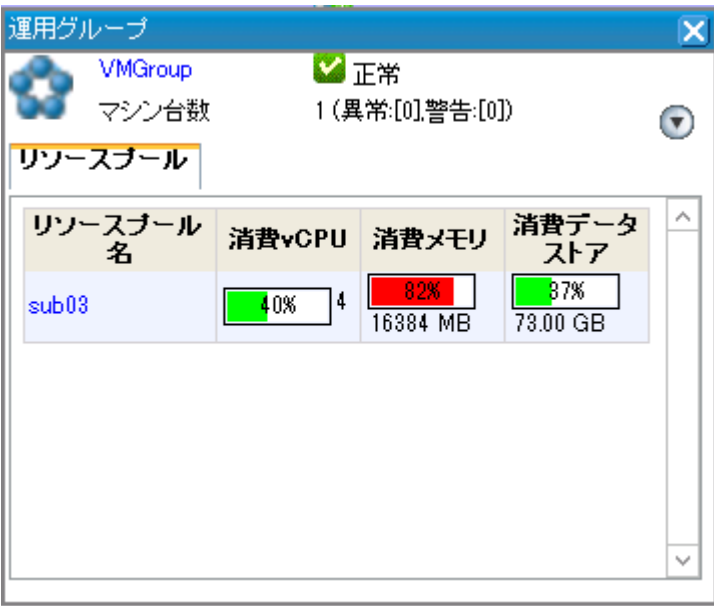 運用グループ
VMGroup 正常
マシン台数 1 (異常:[0],警告:[0])
リソースプール
リソースプール名 消費vCPU 消費メモリ 消費データストア
sub03 40% 4 82% 16384 MB 37% 73.00 GB